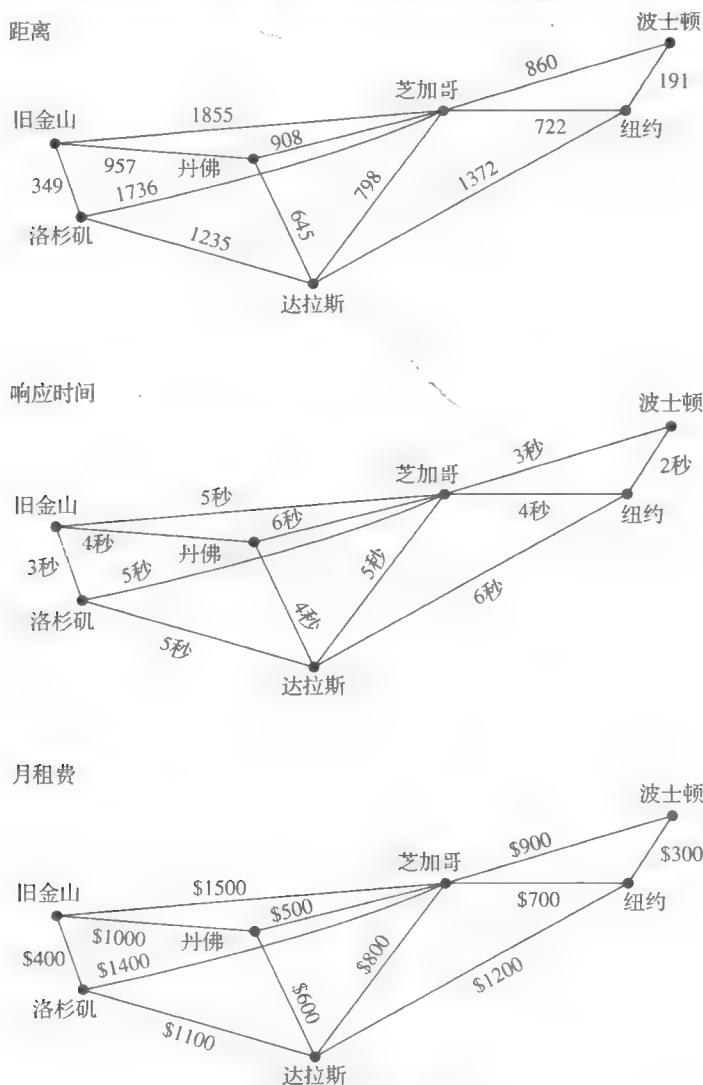 距离
波士顿
860
191
芝加哥
旧金山
1855
722
纽约
908
957
丹佛
349
1736
798
1372
645
洛杉矶
1235
达拉斯
响应时间
波士顿
3秒
2秒
芝加哥
旧金山
5秒
4秒
纽约
6秒
4秒
丹佛
3秒
5秒
5秒
6秒
4秒
洛杉矶
5秒
达拉斯
月租费
波士顿
$900
$300
芝加哥
旧金山
$1500
$700
纽约
$500
$1000
丹佛
$400
$1400
$800
$1200
$600
洛杉矶
$1100
达拉斯